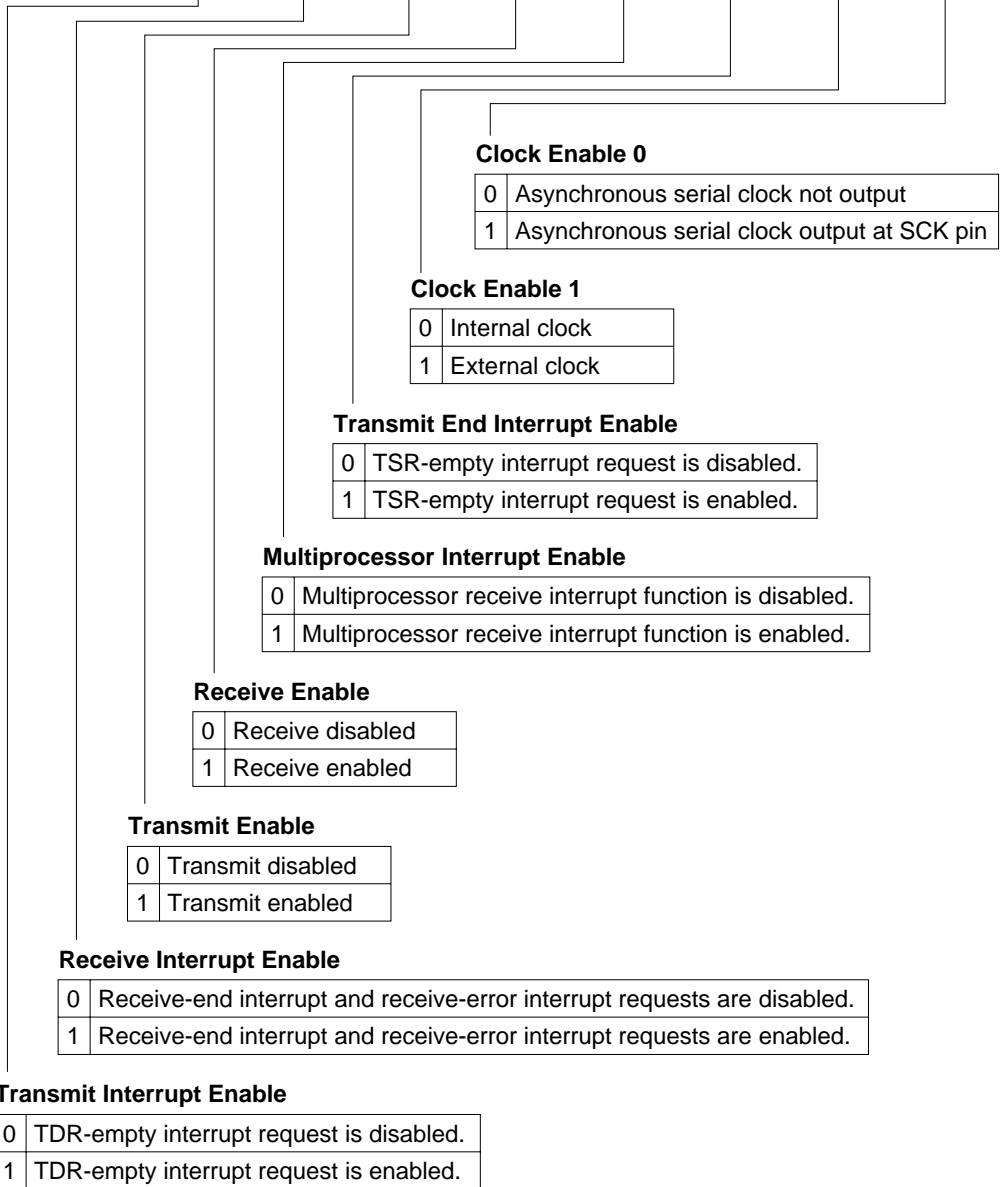 Clock Enable 0
0 Asynchronous serial clock not output
1 Asynchronous serial clock output at SCK pin
Clock Enable 1
0 Internal clock
1 External clock
Transmit End Interrupt Enable
0 TSR-empty interrupt request is disabled.
1 TSR-empty interrupt request is enabled.
Multiprocessor Interrupt Enable
0 Multiprocessor receive interrupt function is disabled.
1 Multiprocessor receive interrupt function is enabled.
Receive Enable
0 Receive disabled
1 Receive enabled
Transmit Enable
0 Transmit disabled
1 Transmit enabled
Receive Interrupt Enable
0 Receive-end interrupt and receive-error interrupt requests are disabled.
1 Receive-end interrupt and receive-error interrupt requests are enabled.
Transmit Interrupt Enable
0 TDR-empty interrupt request is disabled.
1 TDR-empty interrupt request is enabled.